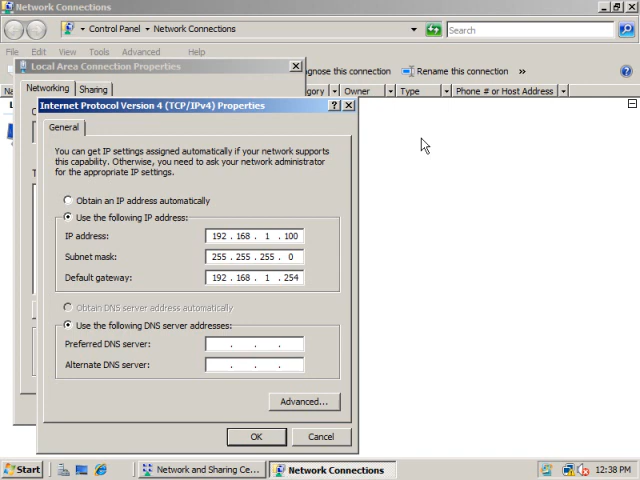 Network Connections
Control Panel
Network Connections
Search
File Edit View Tools Advanced Help
Local Area Connection Properties
agnose this connection
Rename this connection
»
Networking
Sharing
Na
gory
Owner
Type
Phone # or Host Address
Internet Protocol Version 4 (TCP/IPv4) Properties
General
You can get IP settings assigned automatically if your network supports
this capability. Otherwise, you need to ask your network administrator
for the appropriate IP settings.
Obtain an IP address automatically
Use the following IP address:
IP address: 192 . 168 . 1 . 100
Subnet mask: 255 . 255 . 255 . 0
Default gateway: 192 . 168 . 1 . 254
Obtain DNS server address automatically
Use the following DNS server addresses:
Preferred DNS server: . . .
Alternate DNS server: . . .
Advanced...
OK
Cancel
Start
Network and Sharing Ce...
Network Connections
12:38 PM